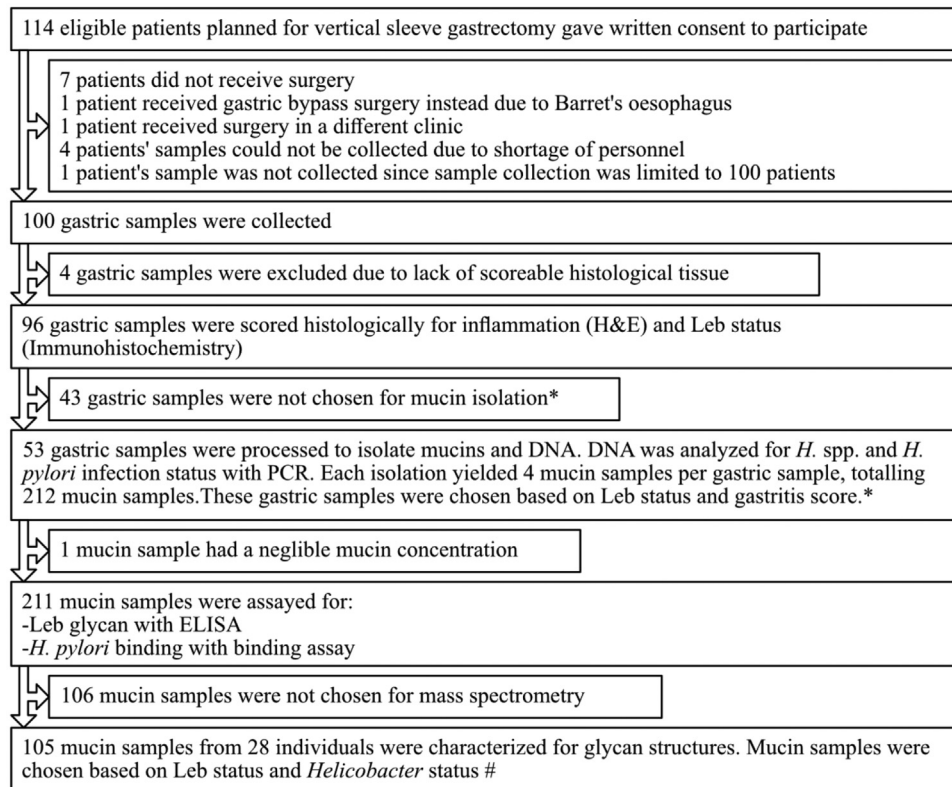 114 eligible patients planned for vertical sleeve gastrectomy gave written consent to participate
7 patients did not receive surgery
1 patient received gastric bypass surgery instead due to Barret's oesophagus
1 patient received surgery in a different clinic
4 patients' samples could not be collected due to shortage of personnel
1 patient's sample was not collected since sample collection was limited to 100 patients
100 gastric samples were collected
4 gastric samples were excluded due to lack of scoreable histological tissue
96 gastric samples were scored histologically for inflammation (H&E) and Leb status
(Immunohistochemistry)
43 gastric samples were not chosen for mucin isolation*
53 gastric samples were processed to isolate mucins and DNA. DNA was analyzed for H. spp. and H.
pylori infection status with PCR. Each isolation yielded 4 mucin samples per gastric sample, totalling
212 mucin samples.These gastric samples were chosen based on Leb status and gastritis score.*
1 mucin sample had a neglible mucin concentration
211 mucin samples were assayed for:
-Leb glycan with ELISA
-H. pylori binding with binding assay
106 mucin samples were not chosen for mass spectrometry
105 mucin samples from 28 individuals were characterized for glycan structures. Mucin samples were
chosen based on Leb status and Helicobacter status #